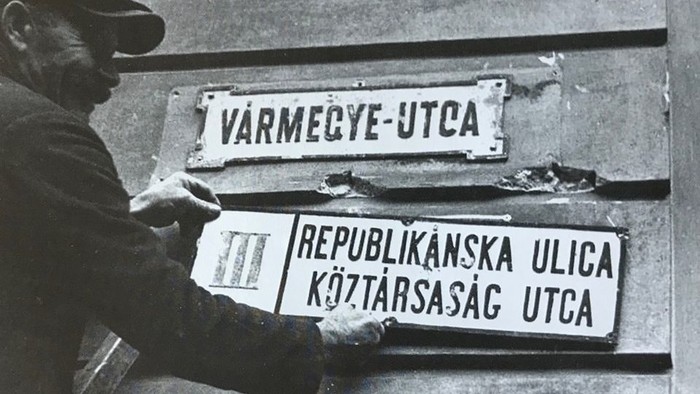 VÁRMEGYE-UTCA
III
REPUBLIKÁNSKA ULICA
KÖZTÁRSASÁG UTCA